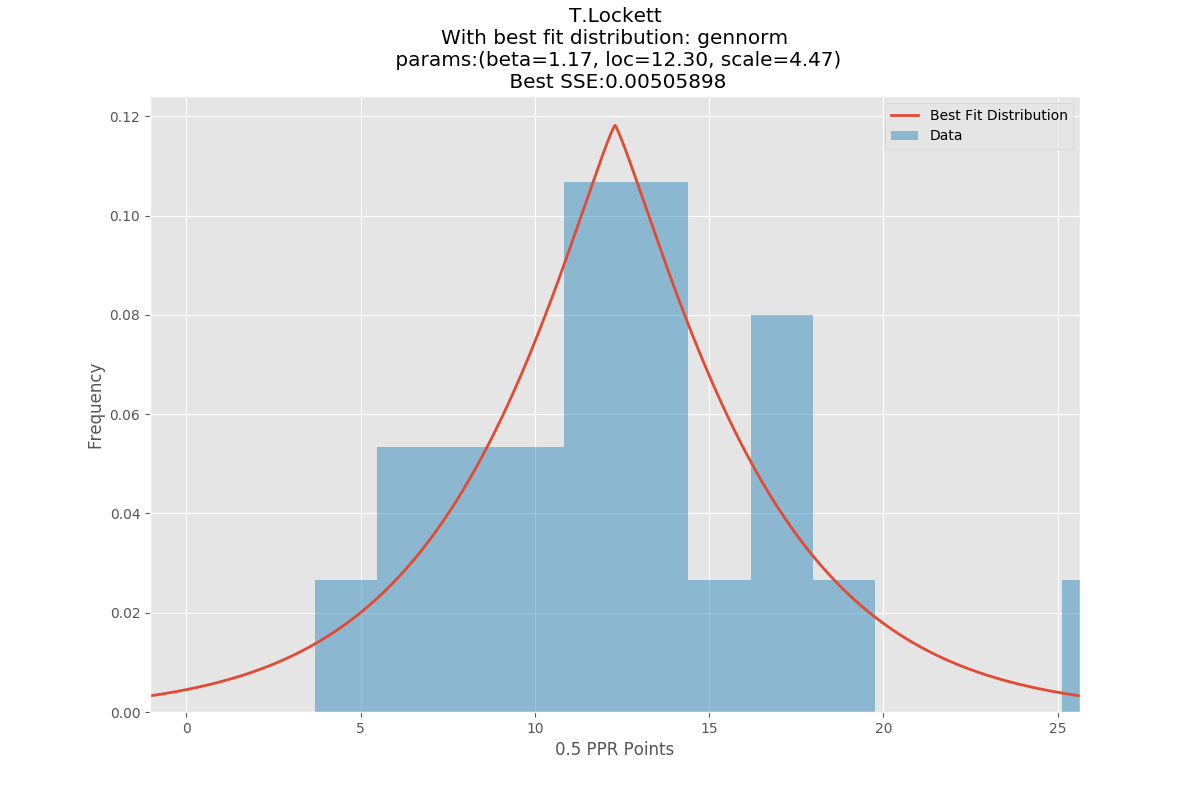 T.Lockett
With best fit distribution: gennorm
params:(beta=1.17, loc=12.30, scale=4.47)
Best SSE:0.00505898
Best Fit Distribution
Data
0.12
0.10
0.08
0.06
0.04
0.02
0.00
Frequency
0 5 10 15 20 25
0.5 PPR Points